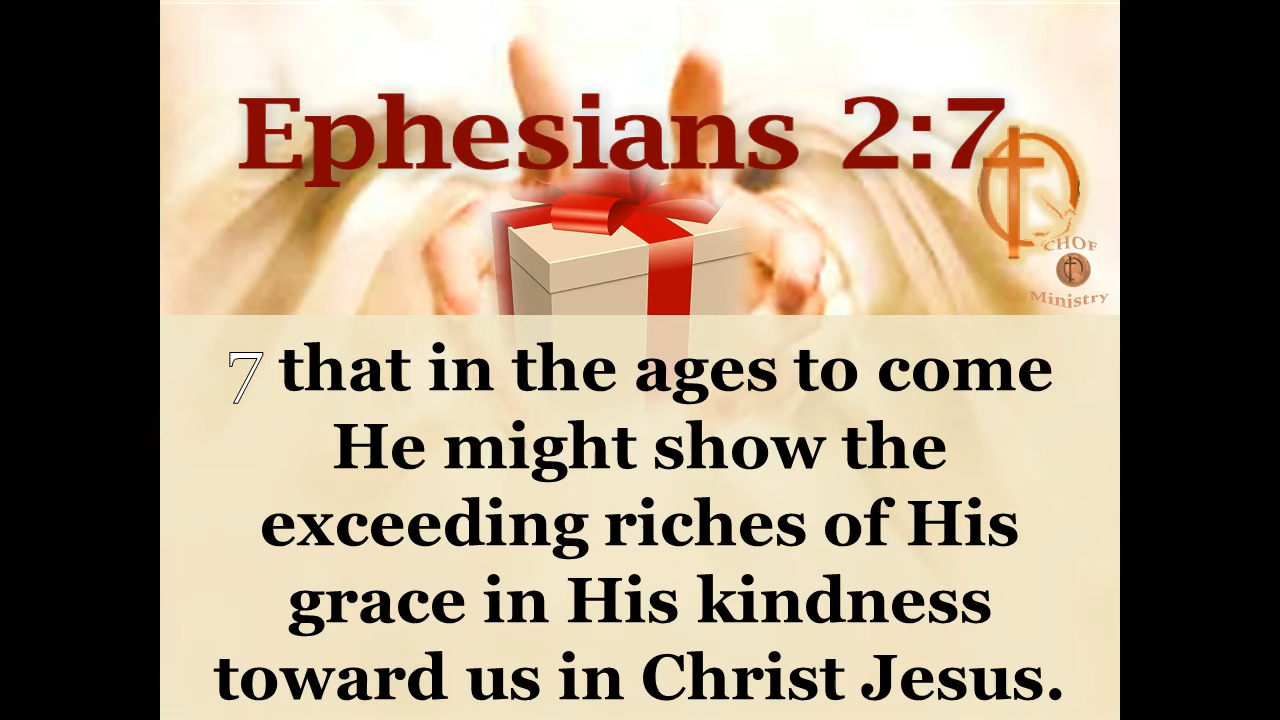 Ephesians 2:7
CHOF
Ministry
7 that in the ages to come
He might show the
exceeding riches of His
grace in His kindness
toward us in Christ Jesus.